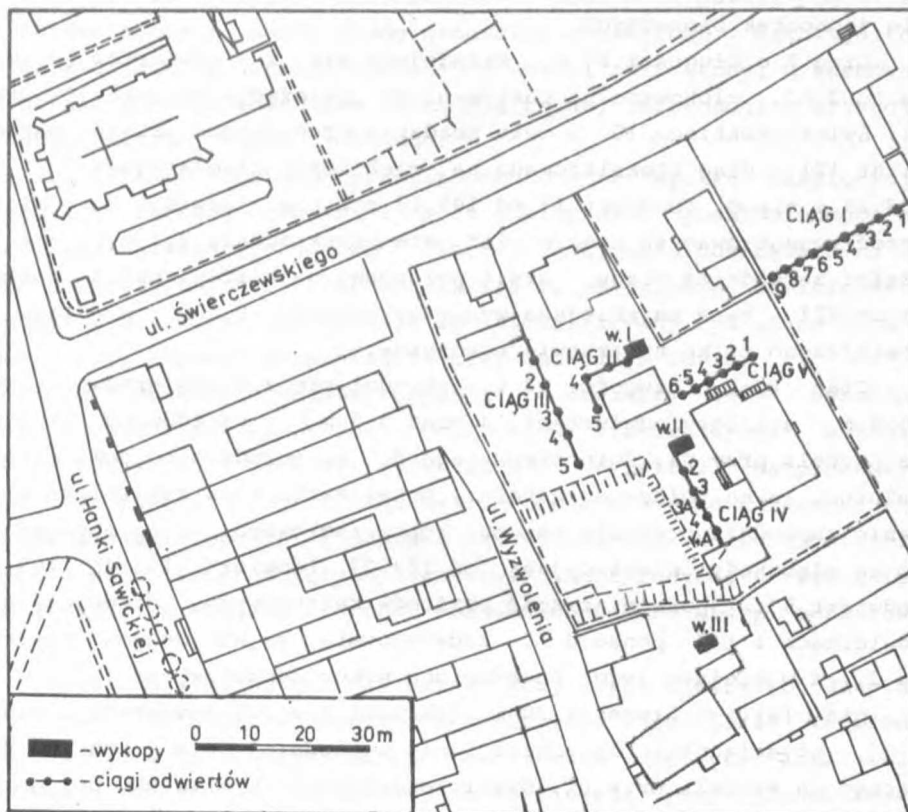 ul. Świerczewskiego
CIĄG I
9 8 7 6 5 4 3 2 1
CIĄG II
w. I
4
5
CIĄG V
6 5 4 3 2 1
CIĄG III
2
3
4
5
w.II
2
3
3A
4
4A
5
CIĄG IV
w.III
ul. Wyzwolenia
ul. Hanki Sawickiej
-wykopy
0 10 20 30m
-ciągi odwiertów